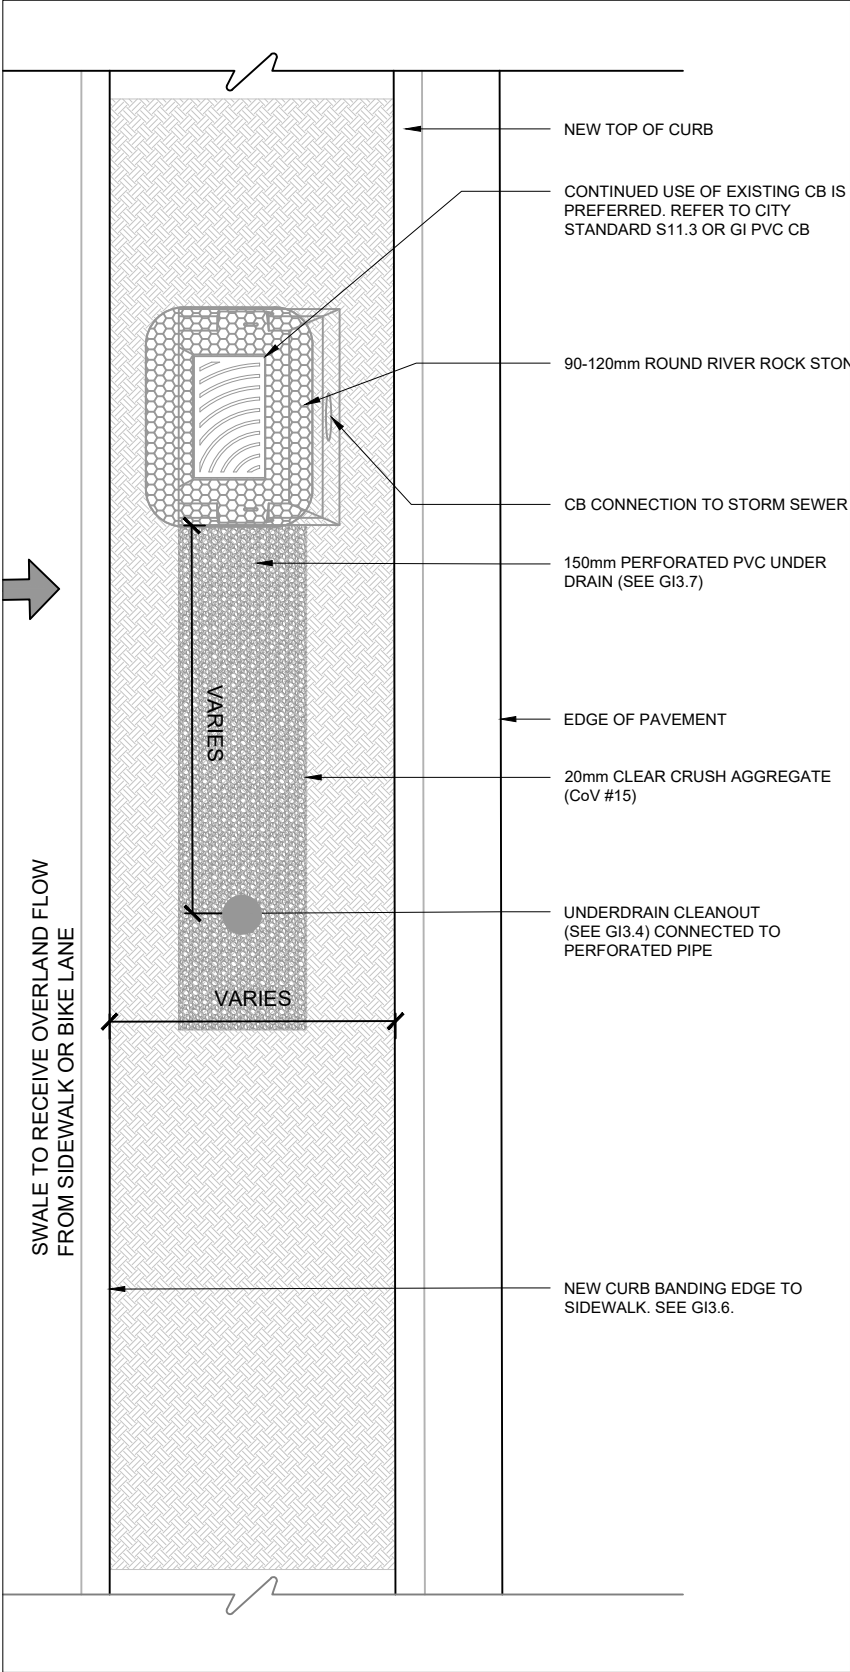 NEW TOP OF CURB
CONTINUED USE OF EXISTING CB IS
PREFERRED. REFER TO CITY
STANDARD S11.3 OR GI PVC CB
90-120mm ROUND RIVER ROCK STON
CB CONNECTION TO STORM SEWER
150mm PERFORATED PVC UNDER
DRAIN (SEE GI3.7)
VARIES
EDGE OF PAVEMENT
20mm CLEAR CRUSH AGGREGATE
(CoV #15)
UNDERDRAIN CLEANOUT
(SEE GI3.4) CONNECTED TO
PERFORATED PIPE
VARIES
SWALE TO RECEIVE OVERLAND FLOW
FROM SIDEWALK OR BIKE LANE
NEW CURB BANDING EDGE TO
SIDEWALK. SEE GI3.6.